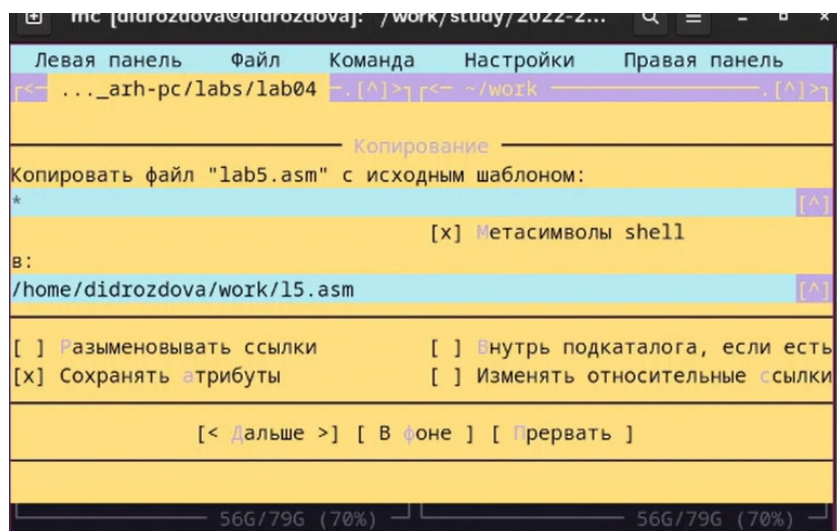 mc [didrozdova@didrozdova]: ~/work/study/2022-2...
Левая панель Файл Команда Настройки Правая панель
<- ..._arh-pc/labs/lab04 .[^]> <- ~/work .[^]>
Копирование
Копировать файл "lab5.asm" с исходным шаблоном:
* [^]
[x] Метасимволы shell
в:
/home/didrozdova/work/l5.asm [^]
[ ] Разыменовывать ссылки [ ] Внутрь подкаталога, если есть
[x] Сохранять атрибуты [ ] Изменять относительные ссылки
[< Дальше >] [ В фоне ] [ Прервать ]
56G/79G (70%) 56G/79G (70%)